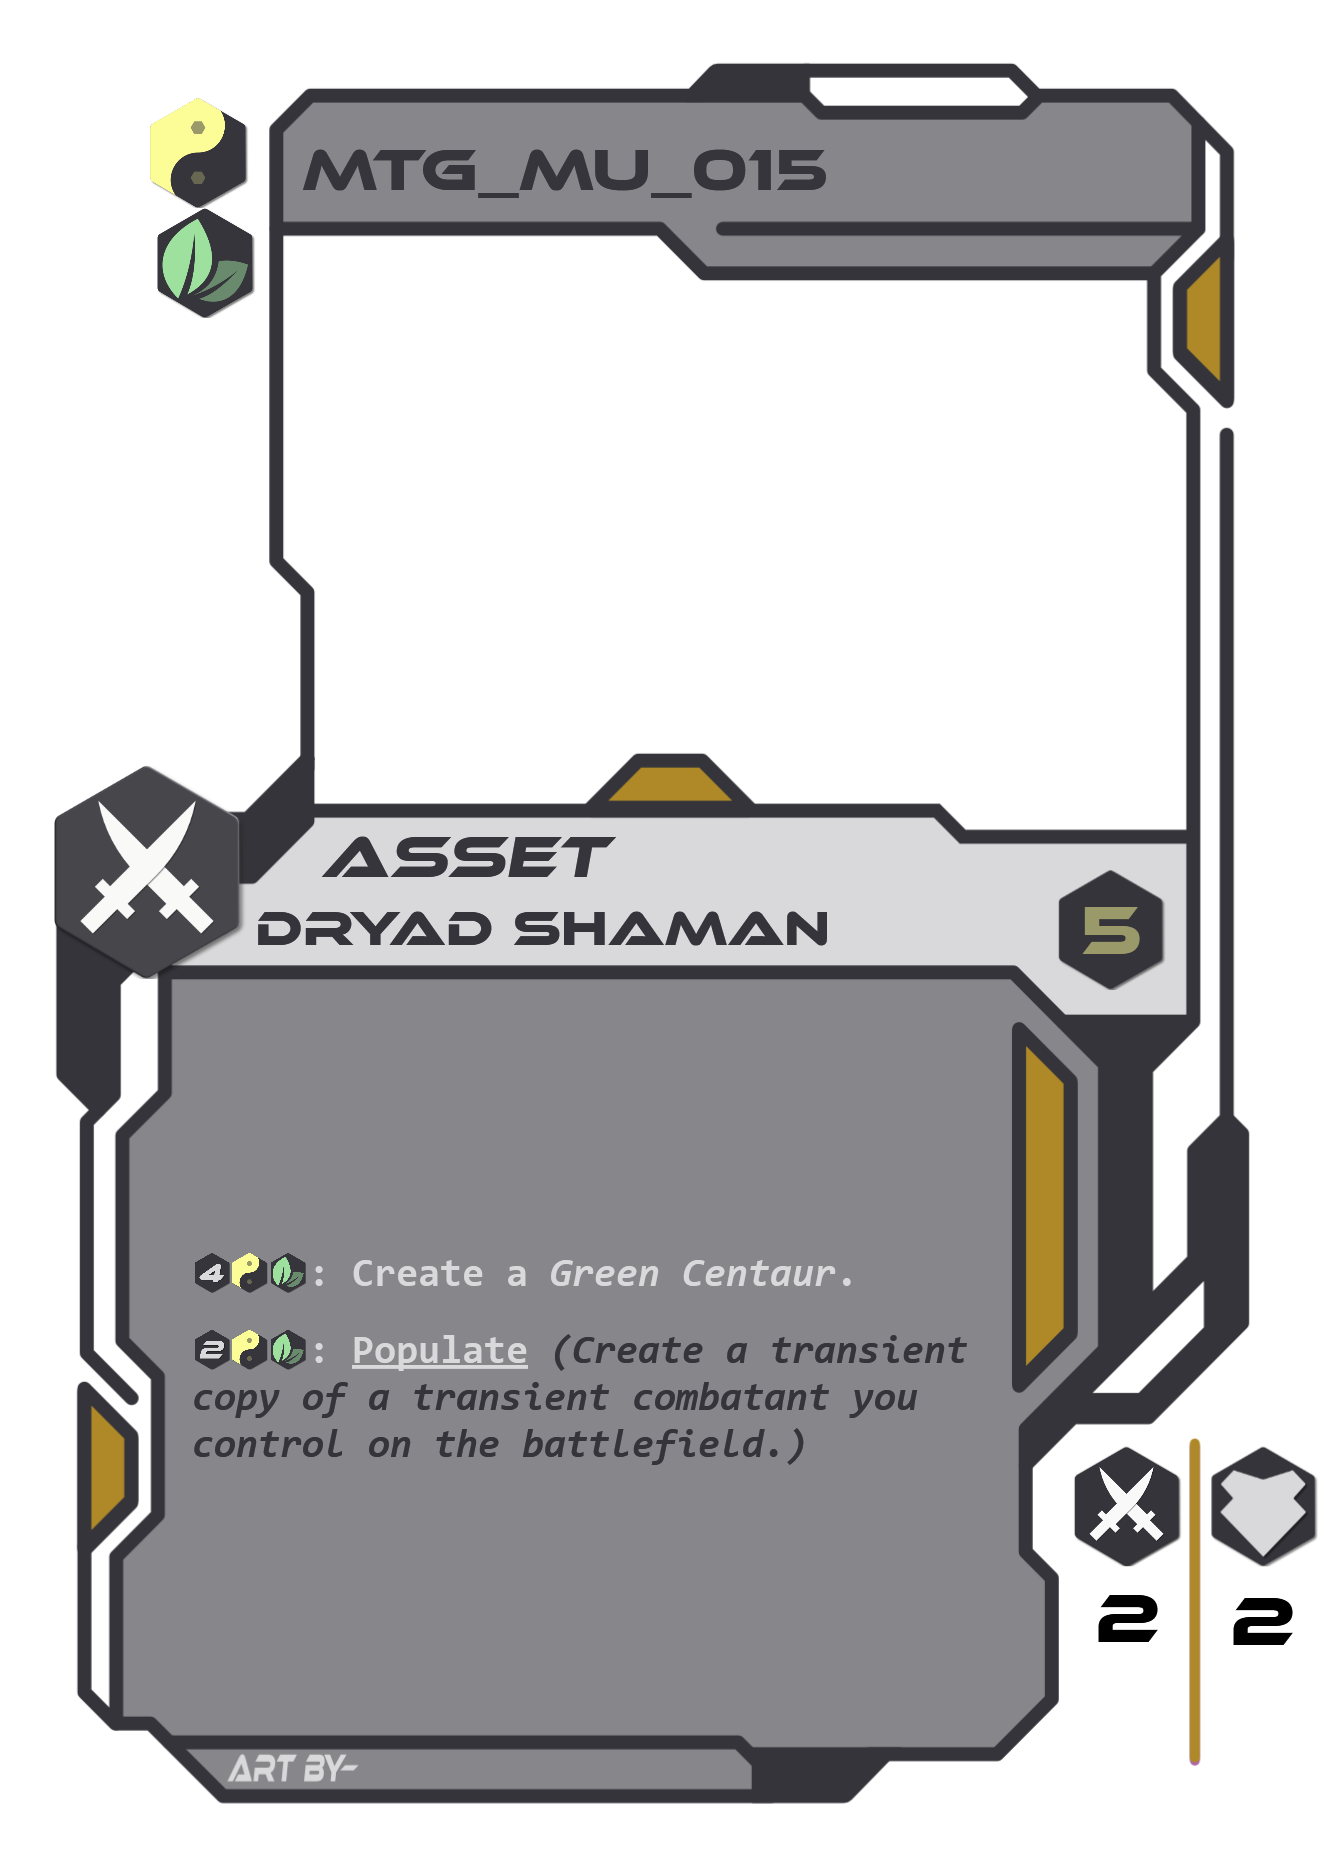 MTG_MU_015
ASSET
DRYAD SHAMAN
5
4: Create a Green Centaur.
2: Populate (Create a transient
copy of a transient combatant you
control on the battlefield.)
2 2
ART BY-